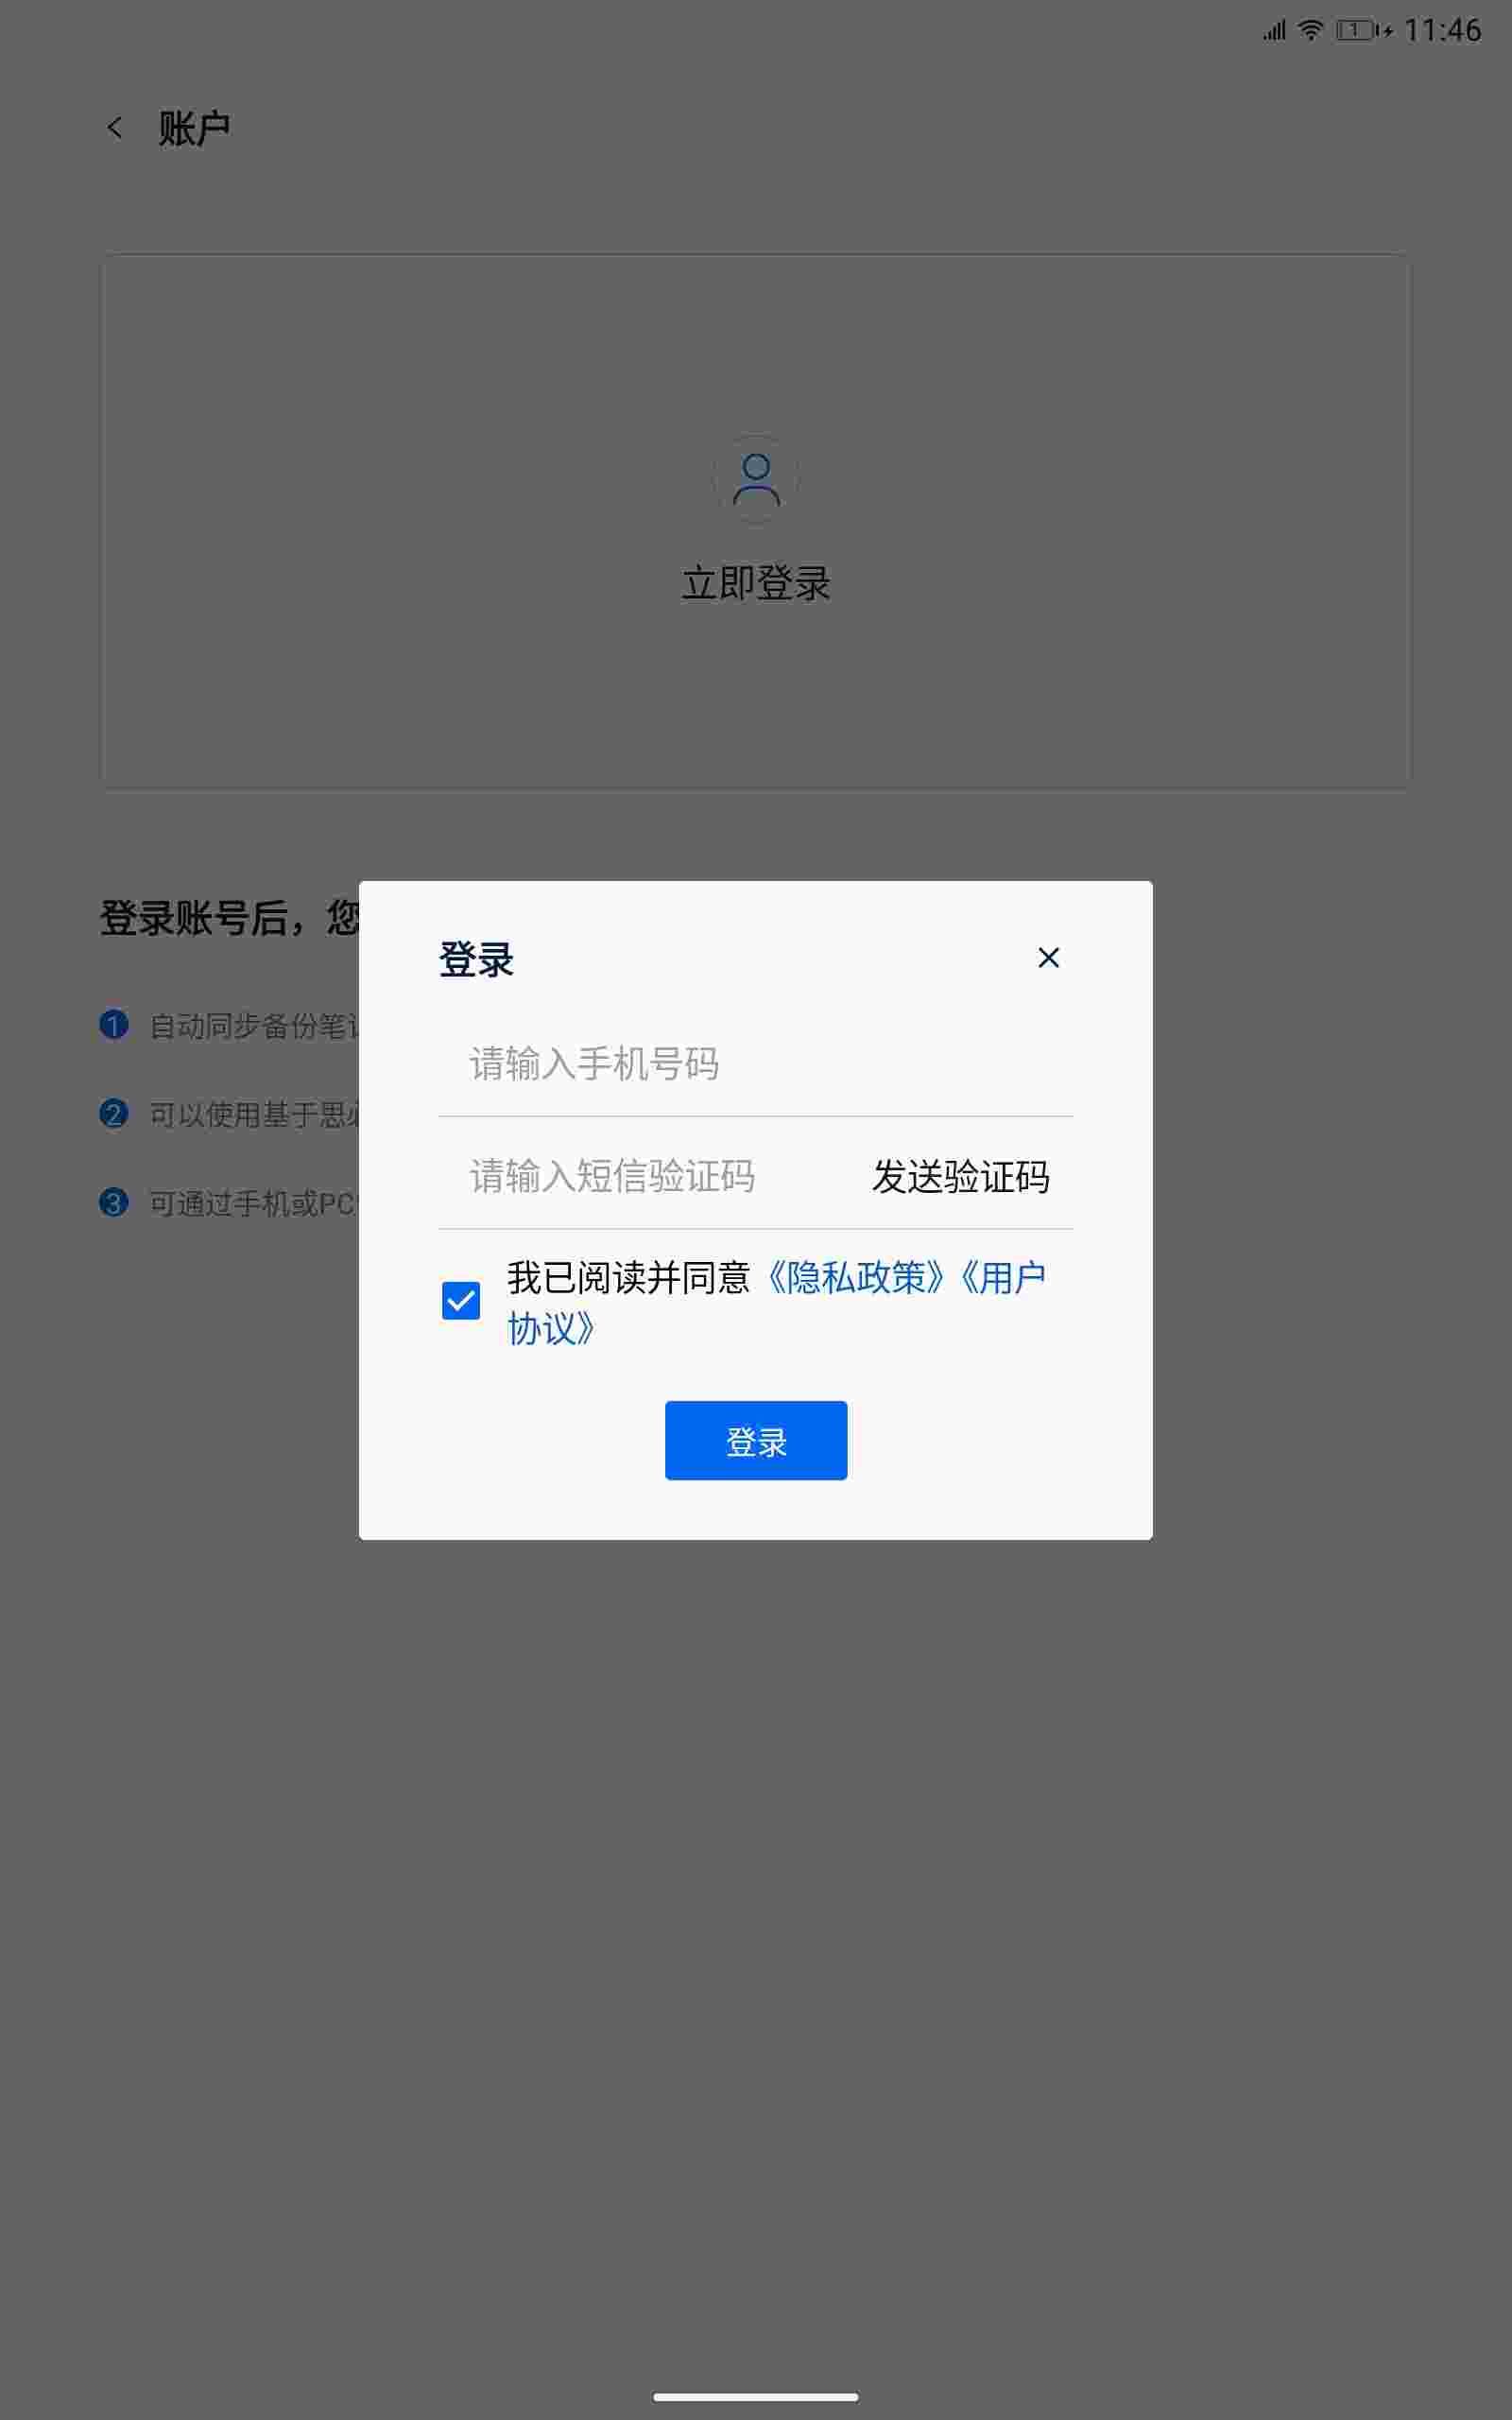 1 11:46
账户
立即登录
登录账号后，您
登录
请输入手机号码
1 自动同步备份笔
2 可以使用基于思
请输入短信验证码 发送验证码
3 可通过手机或PC
我已阅读并同意《隐私政策》《用户
协议》
登录